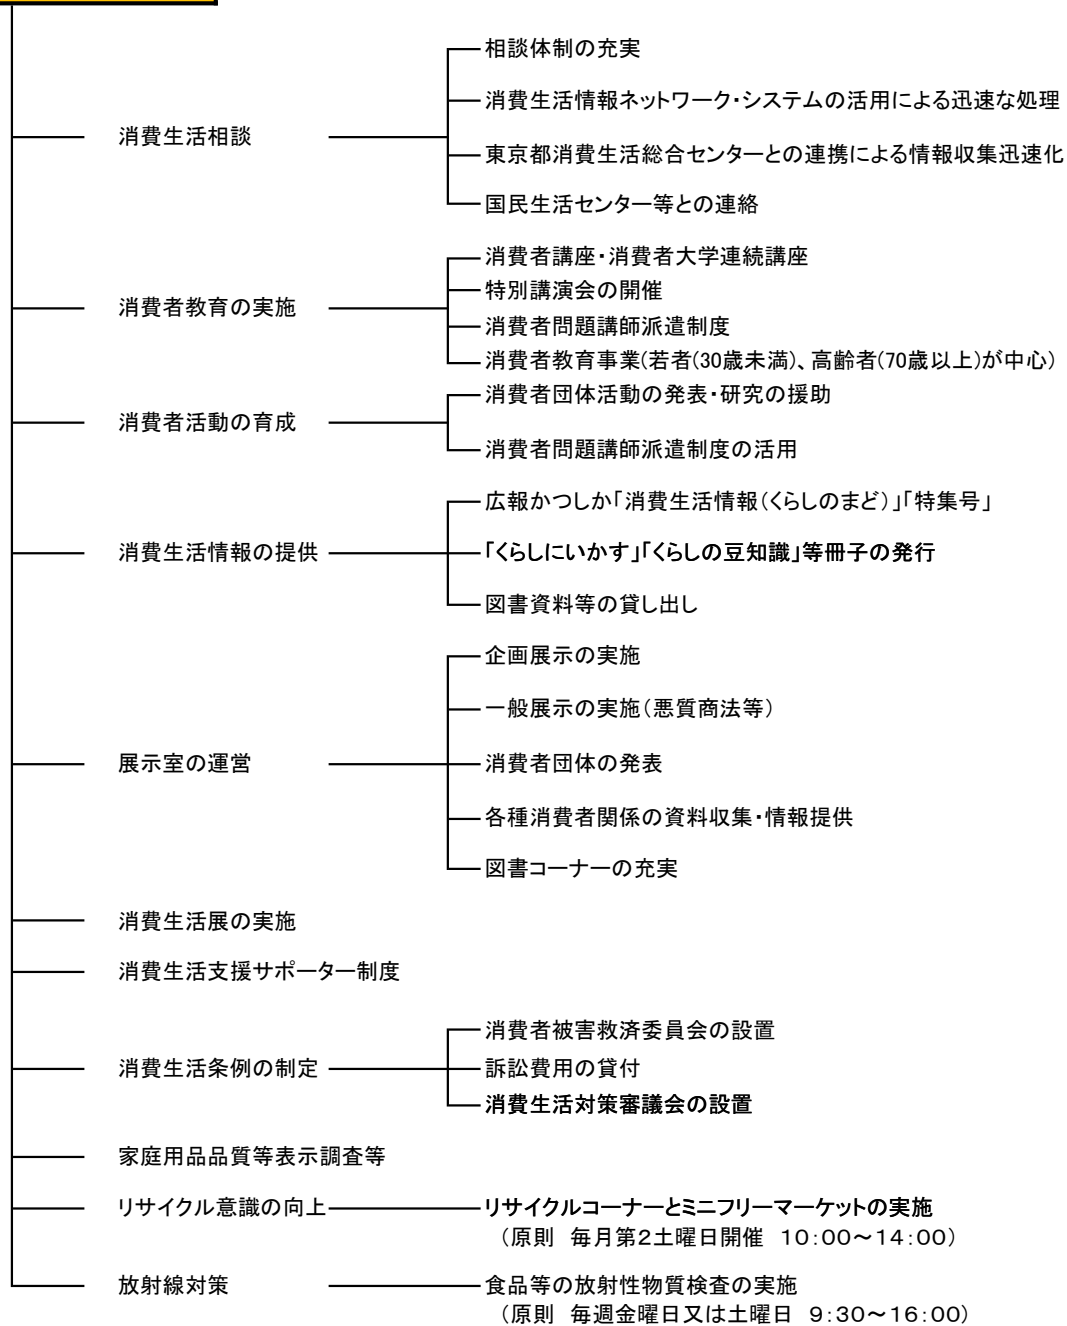 消費生活相談
相談体制の充実
消費生活情報ネットワーク・システムの活用による迅速な処理
東京都消費生活総合センターとの連携による情報収集迅速化
国民生活センター等との連絡
消費者教育の実施
消費者講座・消費者大学連続講座
特別講演会の開催
消費者問題講師派遣制度
消費者教育事業(若者(30歳未満)、高齢者(70歳以上)が中心)
消費者活動の育成
消費者団体活動の発表・研究の援助
消費者問題講師派遣制度の活用
消費生活情報の提供
広報かつしか「消費生活情報(くらしのまど)」「特集号」
「くらしにいかす」「くらしの豆知識」等冊子の発行
図書資料等の貸し出し
展示室の運営
企画展示の実施
一般展示の実施(悪質商法等)
消費者団体の発表
各種消費者関係の資料収集・情報提供
図書コーナーの充実
消費生活展の実施
消費生活支援サポーター制度
消費生活条例の制定
消費者被害救済委員会の設置
訴訟費用の貸付
消費生活対策審議会の設置
家庭用品品質等表示調査等
リサイクル意識の向上
リサイクルコーナーとミニフリーマーケットの実施
(原則 毎月第2土曜日開催 10:00～14:00)
放射線対策
食品等の放射性物質検査の実施
(原則 毎週金曜日又は土曜日 9:30～16:00)